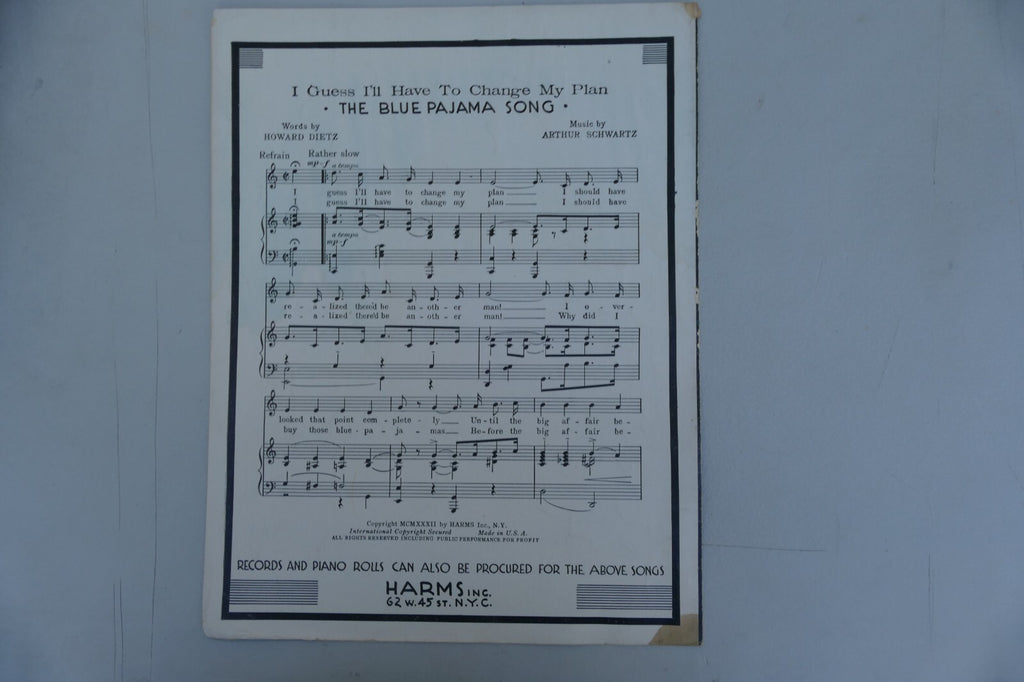 I Guess I'll Have To Change My Plan
• THE BLUE PAJAMA SONG •
Words by
HOWARD DIETZ
Music by
ARTHUR SCHWARTZ
Refrain Rather slow
mp-f a tempo
I guess I'll have to change my plan____ I should have
I guess I'll have to change my plan____ I should have
a tempo
mp-f
re - a - lized there'd be an - oth - er man!____ I o - ver -
re - a - lized there'd be an - oth - er man!____ Why did I
looked that point com - plete - ly__ Un - til the big af - fair be -
buy those blue - pa - ja - mas__ Be - fore the big af - fair be -
Copyright MCMXXXII by HARMS Inc., N.Y.
International Copyright Secured Made in U.S.A.
ALL RIGHTS RESERVED INCLUDING PUBLIC PERFORMANCE FOR PROFIT
RECORDS AND PIANO ROLLS CAN ALSO BE PROCURED FOR THE ABOVE SONGS
HARMS INC.
62 W. 45 ST. N.Y.C.